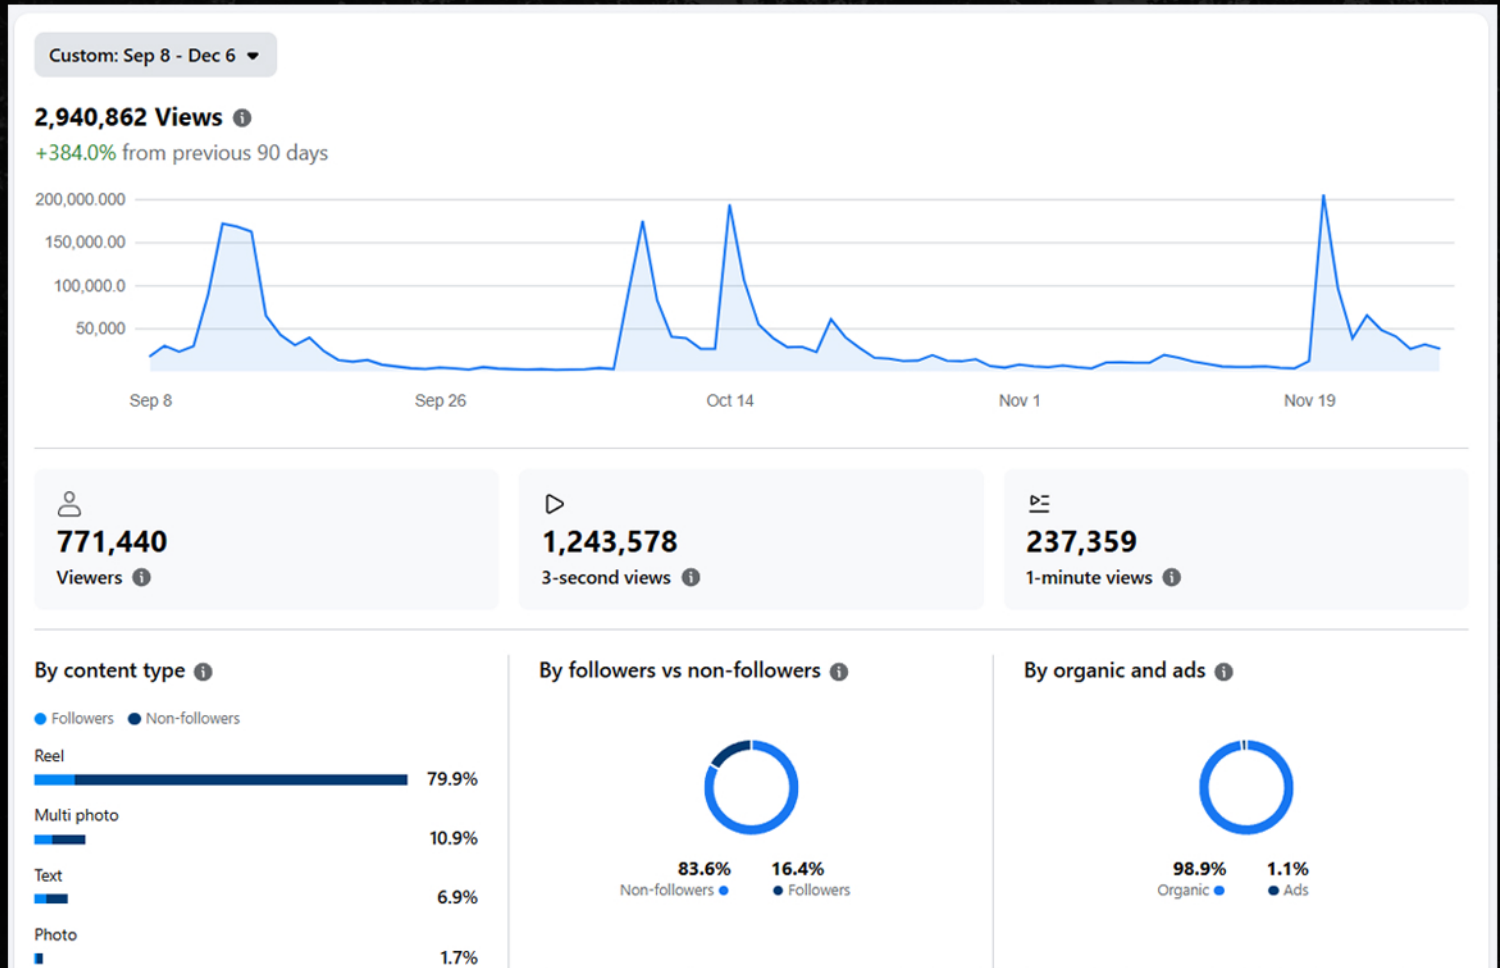 Custom: Sep 8 - Dec 6
2,940,862 Views
+384.0% from previous 90 days
200,000.000
150,000.00
100,000.0
50,000
Sep 8
Sep 26
Oct 14
Nov 1
Nov 19
771,440
Viewers
1,243,578
3-second views
237,359
1-minute views
By content type
Followers Non-followers
Reel
79.9%
Multi photo
10.9%
Text
6.9%
Photo
1.7%
By followers vs non-followers
83.6% 16.4%
Non-followers Followers
By organic and ads
98.9% 1.1%
Organic Ads